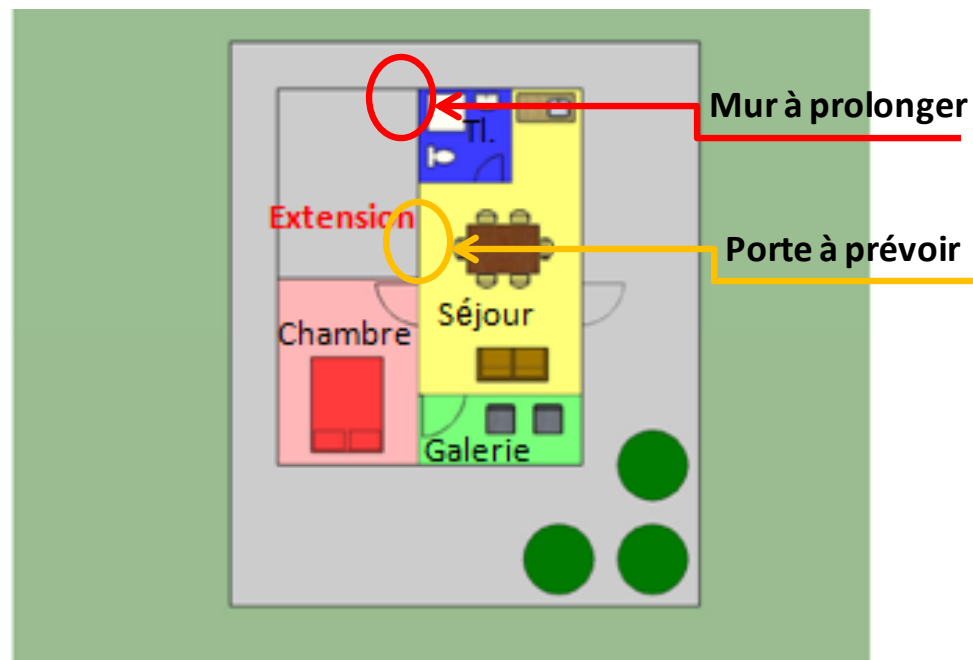 Mur à prolonger
Tl.
Extension
Porte à prévoir
Séjour
Chambre
Galerie